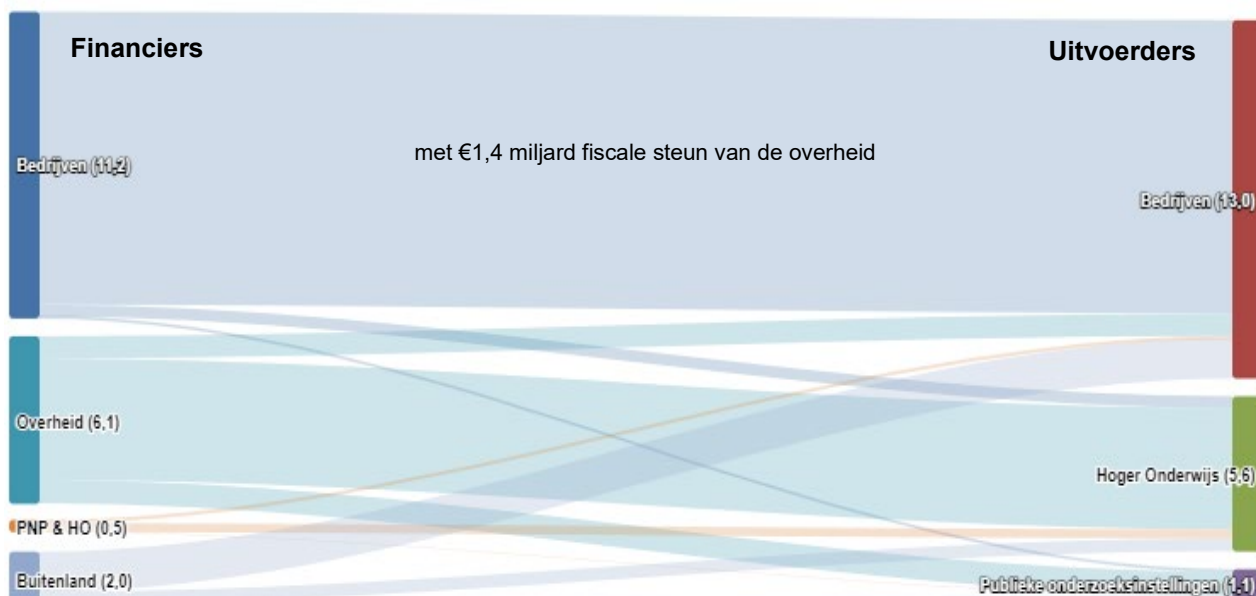 Financiers
Uitvoerders
met €1,4 miljard fiscale steun van de overheid
Bedrijven (11,2)
Bedrijven (13,0)
Overheid (6,1)
Hoger Onderwijs (5,6)
PNP & HO (0,5)
Buitenland (2,0)
Publieke onderzoeksinstellingen (1,1)